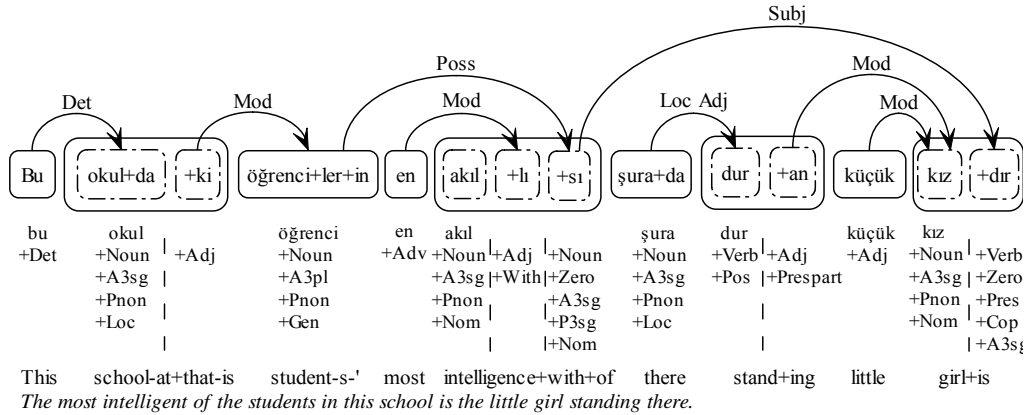 Subj
Poss Mod
Det Mod Mod Loc Adj Mod
Bu okul+da +ki öğrenci+ler+in en akıl +lı +sı şura+da dur +an küçük kız +dır
bu okul öğrenci en akıl şura dur küçük kız
+Det +Noun +Adj +Noun +Adv +Noun +Adj +Noun +Noun +Verb +Adj +Adj +Noun +Verb
+A3sg +A3pl +A3sg +With +Zero +A3sg +Pos +Prespart +A3sg +Zero
+Pnon +Pnon +Pnon +A3sg +Pnon +Pnon +Pres
+Loc +Gen +Nom +P3sg +Loc +Nom +Cop
+Nom +A3sg
This school-at+that-is student-s-' most intelligence+with+of there stand+ing little girl+is
The most intelligent of the students in this school is the little girl standing there.